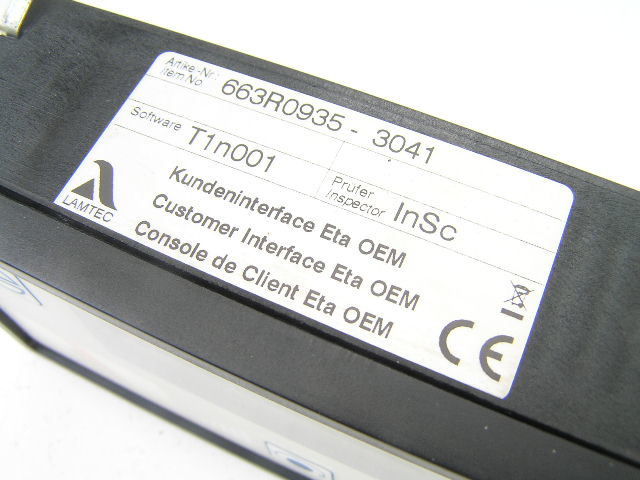 Artikel-Nr.:
Item No
663R0935 - 3041
Software
T1n001
Prüfer
Inspector
InSc
LAMTEC
Kundeninterface Eta OEM
Customer Interface Eta OEM
Console de Client Eta OEM
CE